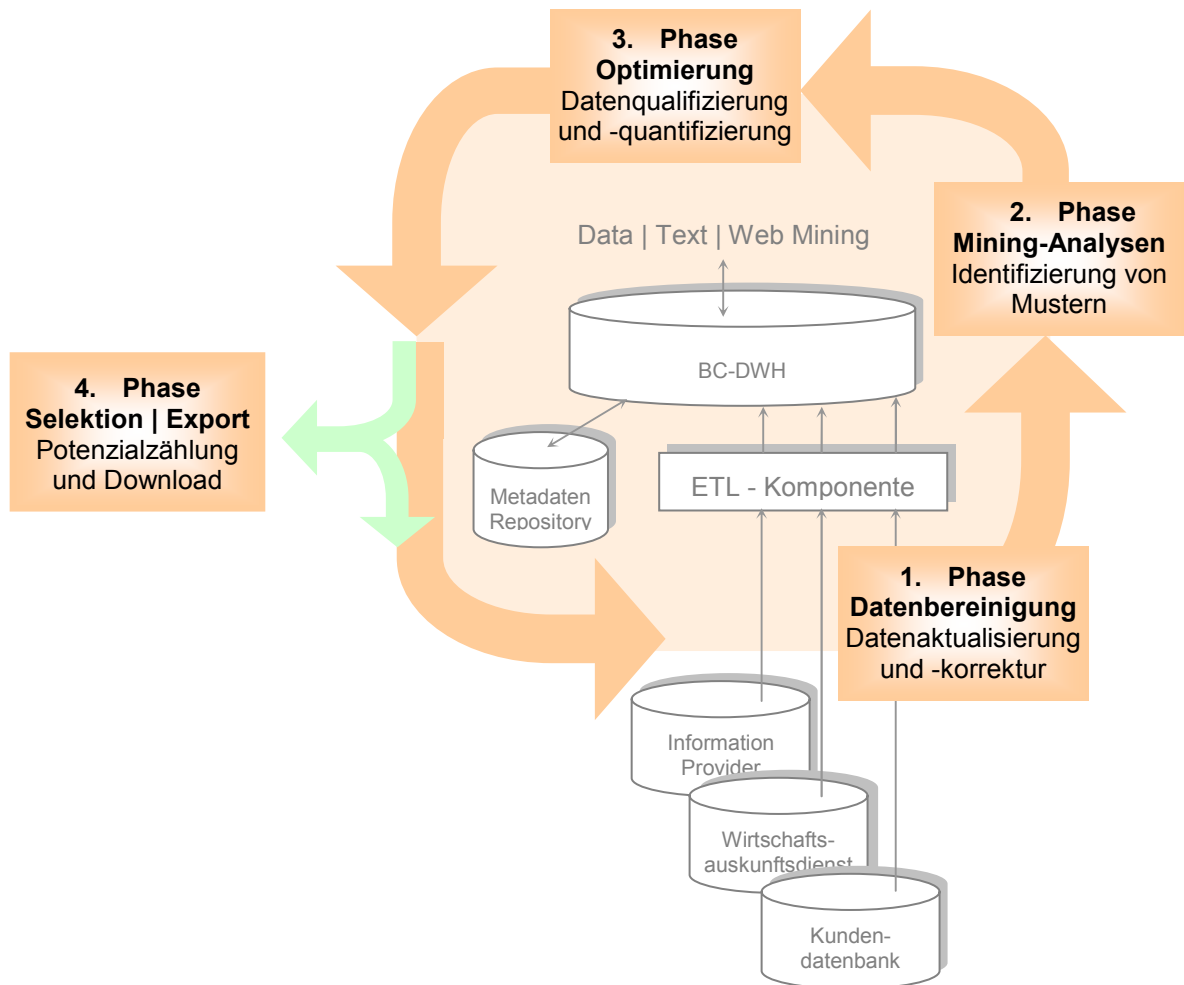 3. Phase
Optimierung
Datenqualifizierung
und -quantifizierung
2. Phase
Mining-Analysen
Identifizierung von
Mustern
Data | Text | Web Mining
BC-DWH
4. Phase
Selektion | Export
Potenzialzählung
und Download
ETL - Komponente
Metadaten
Repository
1. Phase
Datenbereinigung
Datenaktualisierung
und -korrektur
Information
Provider
Wirtschafts-
auskunftsdienst
Kunden-
datenbank